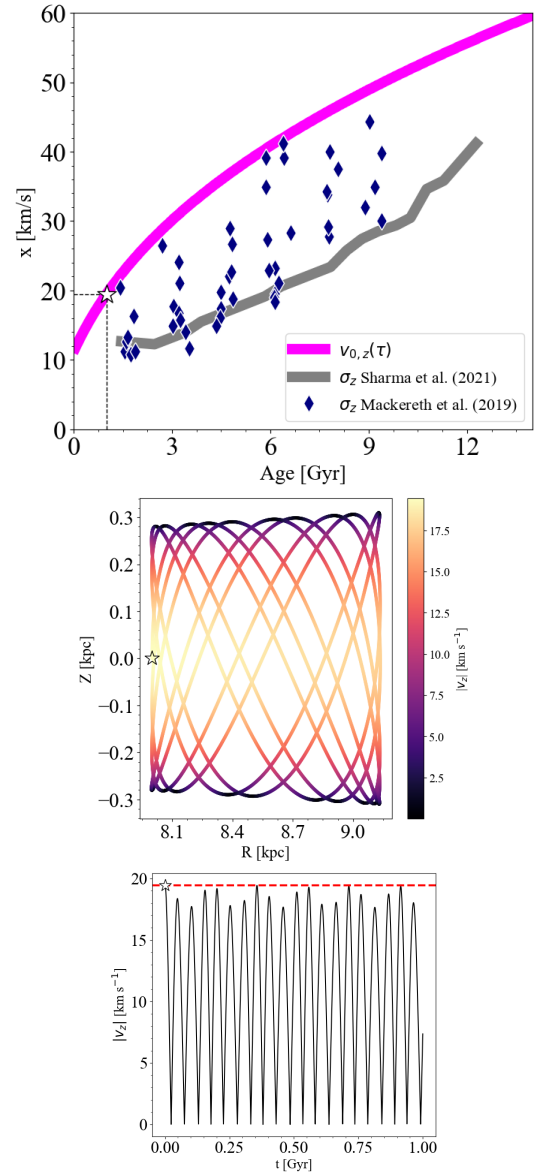 60
50
40
30
20
10
0
x [km/s]
v₀,z(τ)
σz Sharma et al. (2021)
σz Mackereth et al. (2019)
0 3 6 9 12
Age [Gyr]
0.3
0.2
0.1
0.0
−0.1
−0.2
−0.3
Z [kpc]
8.1 8.4 8.7 9.0
R [kpc]
17.5
15.0
12.5
10.0
7.5
5.0
2.5
|vz| [km s⁻¹]
20
15
10
5
0
|vz| [km s⁻¹]
0.00 0.25 0.50 0.75 1.00
t [Gyr]